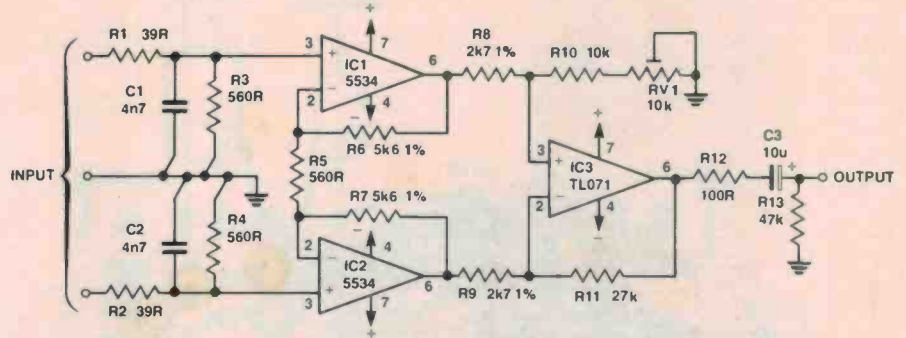 R1 39R
C1
4n7
R3
560R
INPUT
C2
4n7
R4
560R
R2 39R
3
+
2
−
IC1
5534
7
4
6
+
−
R6 5k6 1%
R5
560R
R7 5k6 1%
2
−
3
+
IC2
5534
4
7
6
−
+
R8
2k7 1%
R9 2k7 1%
R10 10k
RV1
10k
3
+
2
−
IC3
TL071
7
4
6
+
−
R11 27k
R12
100R
C3
10u
+
R13
47k
OUTPUT